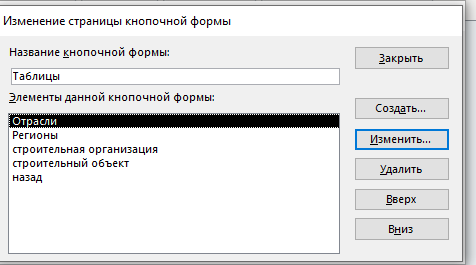 Изменение страницы кнопочной формы
Название кнопочной формы:
Закрыть
Таблицы
Элементы данной кнопочной формы:
Создать...
Отрасли
Регионы
Изменить...
строительная организация
строительный объект
Удалить
назад
Вверх
Вниз